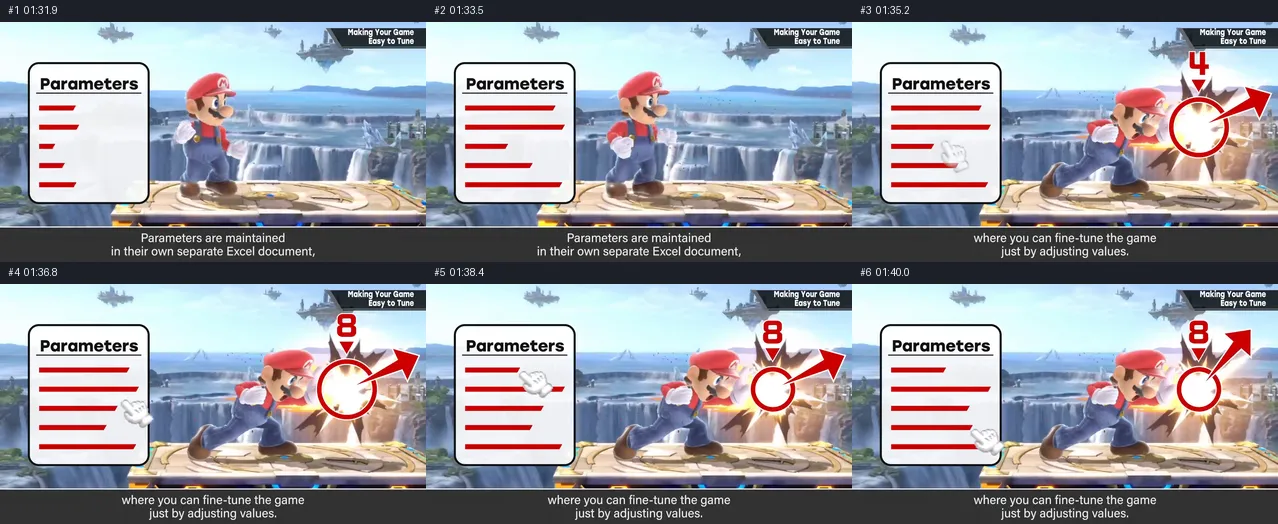 #1 01:31.9
Making Your Game
Easy to Tune
Parameters
Parameters are maintained
in their own separate Excel document,
#2 01:33.5
Making Your Game
Easy to Tune
Parameters
Parameters are maintained
in their own separate Excel document,
#3 01:35.2
Making Your Game
Easy to Tune
4
Parameters
where you can fine-tune the game
just by adjusting values.
#4 01:36.8
Making Your Game
Easy to Tune
8
Parameters
where you can fine-tune the game
just by adjusting values.
#5 01:38.4
Making Your Game
Easy to Tune
8
Parameters
where you can fine-tune the game
just by adjusting values.
#6 01:40.0
Making Your Game
Easy to Tune
8
Parameters
where you can fine-tune the game
just by adjusting values.